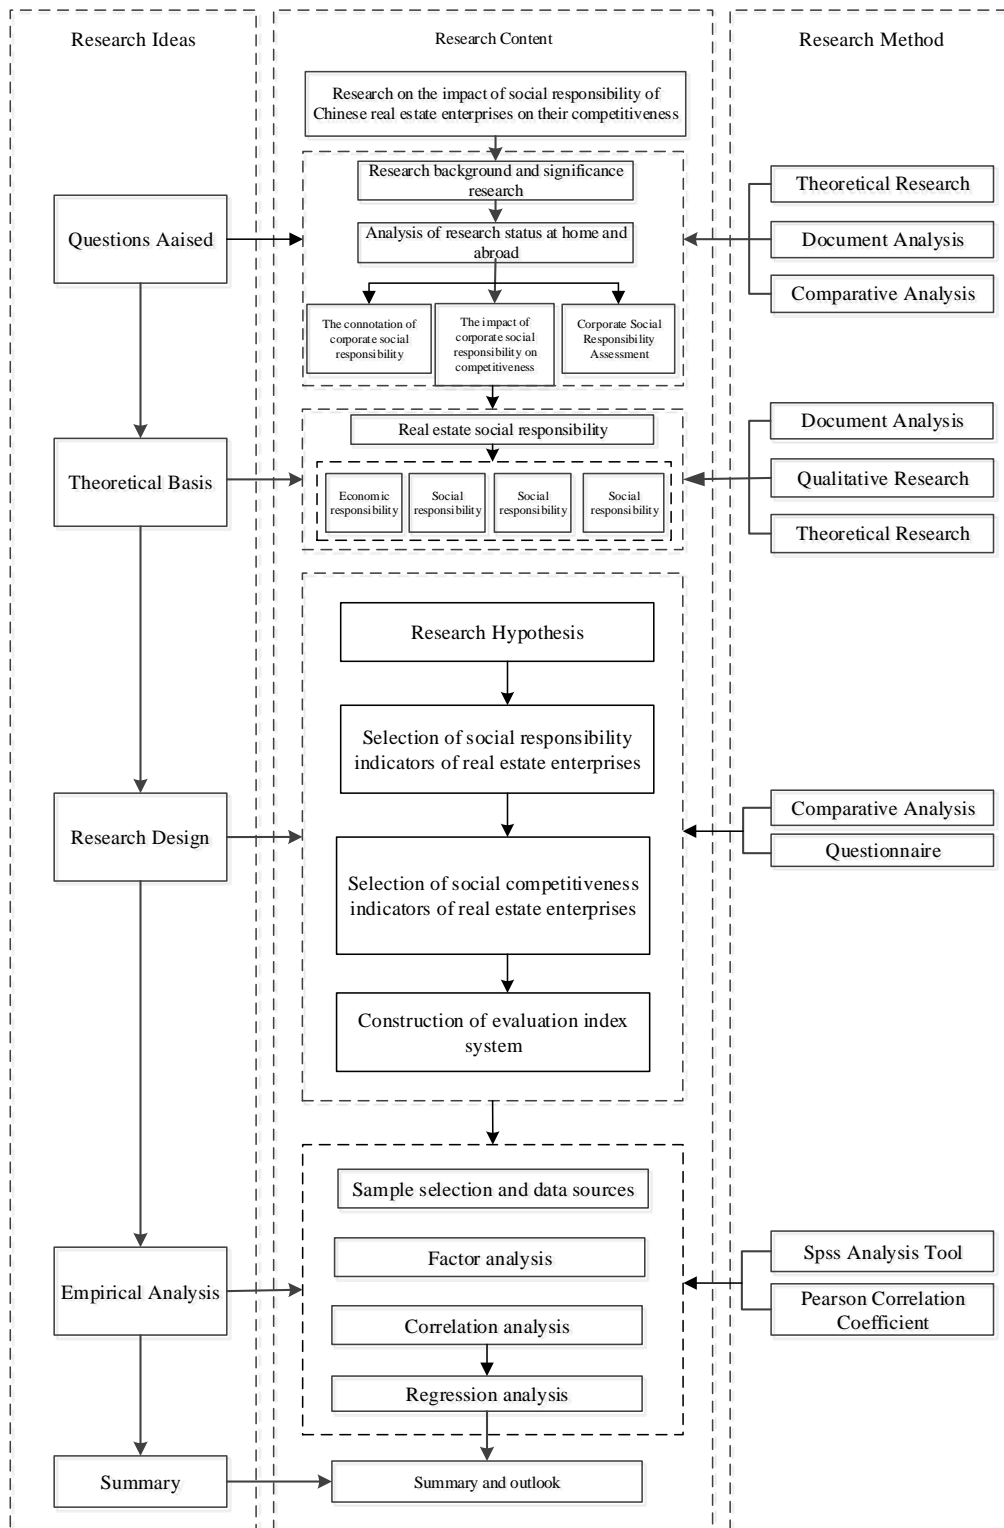 Research Ideas
Research Content
Research Method
Research on the impact of social responsibility of
Chinese real estate enterprises on their competitiveness
Research background and significance
research
Analysis of research status at home and
abroad
The connotation of
corporate social
responsibility
The impact of
corporate social
responsibility on
competitiveness
Corporate Social
Responsibility
Assessment
Questions Aaised
Theoretical Research
Document Analysis
Comparative Analysis
Real estate social responsibility
Economic
responsibility
Social
responsibility
Social
responsibility
Social
responsibility
Theoretical Basis
Document Analysis
Qualitative Research
Theoretical Research
Research Hypothesis
Selection of social responsibility
indicators of real estate enterprises
Selection of social competitiveness
indicators of real estate enterprises
Construction of evaluation index
system
Research Design
Comparative Analysis
Questionnaire
Sample selection and data sources
Factor analysis
Correlation analysis
Regression analysis
Empirical Analysis
Spss Analysis Tool
Pearson Correlation
Coefficient
Summary
Summary and outlook